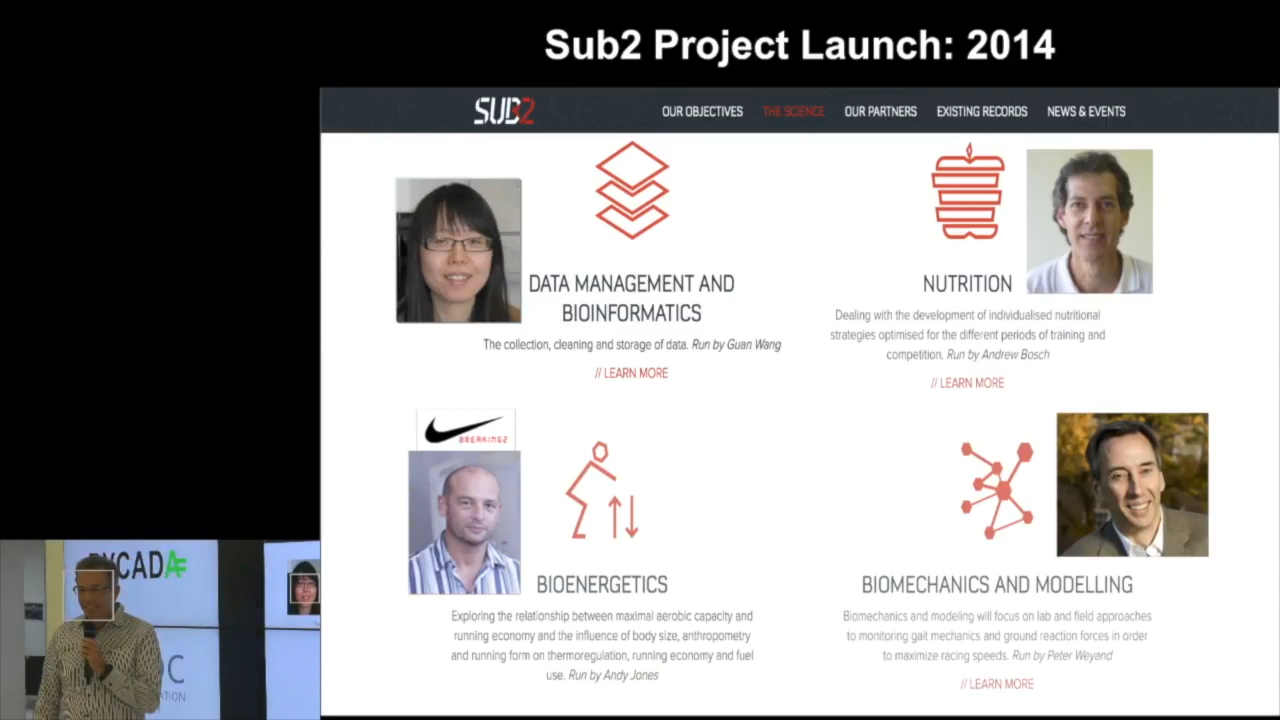 Sub2 Project Launch: 2014
SUB2
OUR OBJECTIVES
THE SCIENCE
OUR PARTNERS
EXISTING RECORDS
NEWS & EVENTS
DATA MANAGEMENT AND
BIOINFORMATICS
The collection, cleaning and storage of data. Run by Guan Wang
// LEARN MORE
NUTRITION
Dealing with the development of individualised nutritional
strategies optimised for the different periods of training and
competition. Run by Andrew Bosch
// LEARN MORE
BREAKING2
BIOENERGETICS
Exploring the relationship between maximal aerobic capacity and
running economy and the influence of body size, anthropometry
and running form on thermoregulation, running economy and fuel
use. Run by Andy Jones
BIOMECHANICS AND MODELLING
Biomechanics and modeling will focus on lab and field approaches
to monitoring gait mechanics and ground reaction forces in order
to maximize racing speeds. Run by Peter Weyand
// LEARN MORE